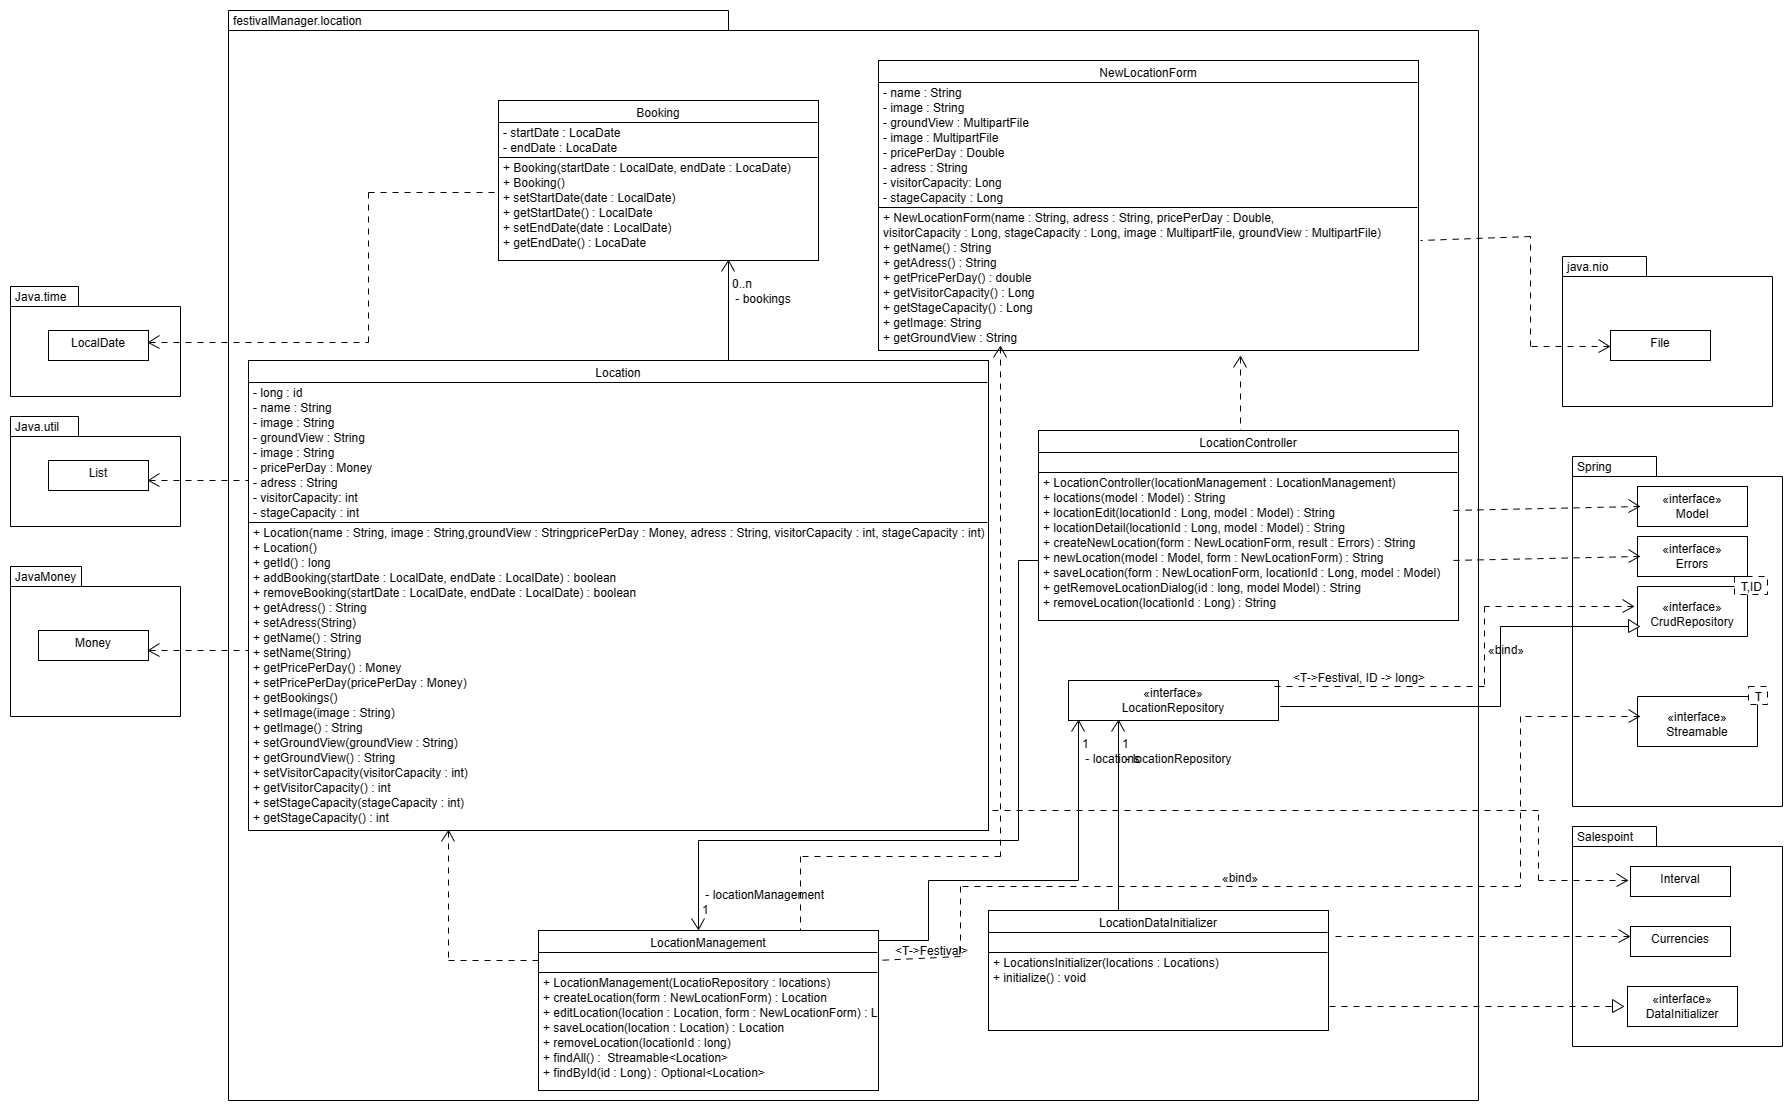 festivalManager.location
Booking
- startDate : LocaDate
- endDate : LocaDate
+ Booking(startDate : LocalDate, endDate : LocaDate)
+ Booking()
+ setStartDate(date : LocalDate)
+ getStartDate() : LocalDate
+ setEndDate(date : LocalDate)
+ getEndDate() : LocaDate
0..n
- bookings
NewLocationForm
- name : String
- image : String
- groundView : MultipartFile
- image : MultipartFile
- pricePerDay : Double
- adress : String
- visitorCapacity: Long
- stageCapacity : Long
+ NewLocationForm(name : String, adress : String, pricePerDay : Double,
visitorCapacity : Long, stageCapacity : Long, image : MultipartFile, groundView : MultipartFile)
+ getName() : String
+ getAdress() : String
+ getPricePerDay() : double
+ getVisitorCapacity() : Long
+ getStageCapacity() : Long
+ getImage: String
+ getGroundView : String
Java.time
LocalDate
Java.util
List
JavaMoney
Money
Location
- long : id
- name : String
- image : String
- groundView : String
- image : String
- pricePerDay : Money
- adress : String
- visitorCapacity: int
- stageCapacity : int
+ Location(name : String, image : String,groundView : StringpricePerDay : Money, adress : String, visitorCapacity : int, stageCapacity : int)
+ Location()
+ getId() : long
+ addBooking(startDate : LocalDate, endDate : LocalDate) : boolean
+ removeBooking(startDate : LocalDate, endDate : LocalDate) : boolean
+ getAdress() : String
+ setAdress(String)
+ getName() : String
+ setName(String)
+ getPricePerDay() : Money
+ setPricePerDay(pricePerDay : Money)
+ getBookings()
+ setImage(image : String)
+ getImage() : String
+ setGroundView(groundView : String)
+ getGroundView() : String
+ setVisitorCapacity(visitorCapacity : int)
+ getVisitorCapacity() : int
+ setStageCapacity(stageCapacity : int)
+ getStageCapacity() : int
LocationController
+ LocationController(locationManagement : LocationManagement)
+ locations(model : Model) : String
+ locationEdit(locationId : Long, model : Model) : String
+ locationDetail(locationId : Long, model : Model) : String
+ createNewLocation(form : NewLocationForm, result : Errors) : String
+ newLocation(model : Model, form : NewLocationForm) : String
+ saveLocation(form : NewLocationForm, locationId : Long, model : Model)
+ getRemoveLocationDialog(id : long, model Model) : String
+ removeLocation(locationId : Long) : String
java.nio
File
Spring
«interface»
Model
«interface»
Errors
T,ID
«interface»
CrudRepository
«bind»
<T->Festival, ID -> long>
T
«interface»
Streamable
«interface»
LocationRepository
1
- locations
1
- locationRepository
Salespoint
Interval
Currencies
«interface»
DataInitializer
«bind»
- locationManagement
1
<T->Festival>
LocationManagement
+ LocationManagement(LocatioRepository : locations)
+ createLocation(form : NewLocationForm) : Location
+ editLocation(location : Location, form : NewLocationForm) : L
+ saveLocation(location : Location) : Location
+ removeLocation(locationId : long)
+ findAll() :  Streamable<Location>
+ findById(id : Long) : Optional<Location>
LocationDataInitializer
+ LocationsInitializer(locations : Locations)
+ initialize() : void